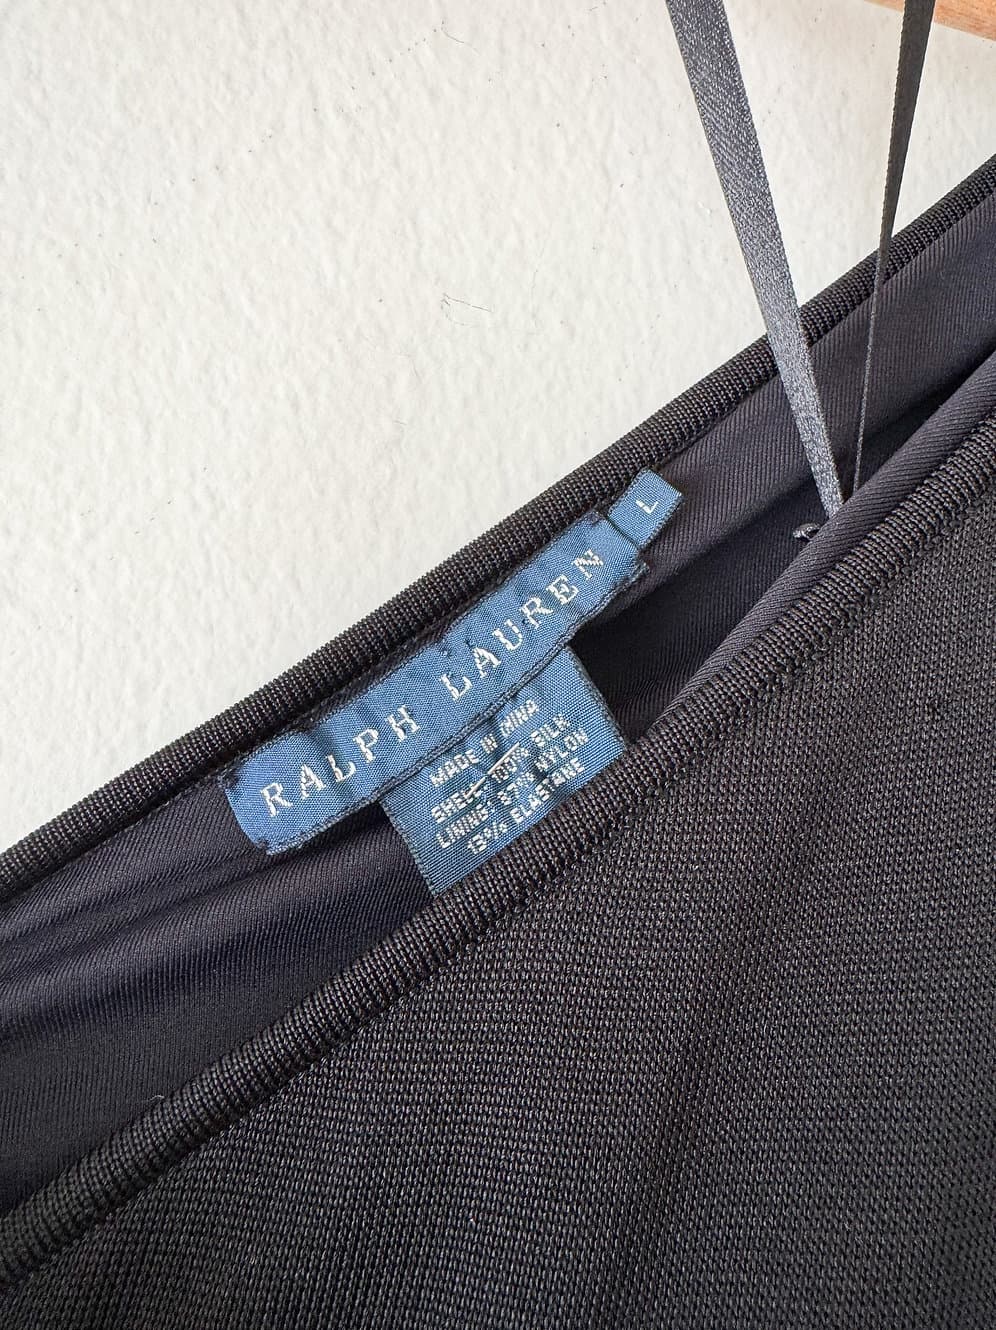 L
RALPH LAUREN
MADE IN CHINA
SHELL: 100% SILK
LINING: 87% NYLON
13% ELASTANE